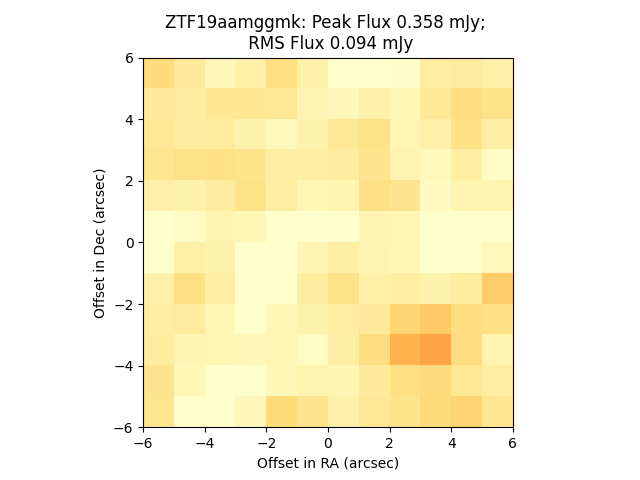 ZTF19aamggmk: Peak Flux 0.358 mJy;
RMS Flux 0.094 mJy
6
4
2
0
−2
−4
−6
Offset in Dec (arcsec)
−6 −4 −2 0 2 4 6
Offset in RA (arcsec)